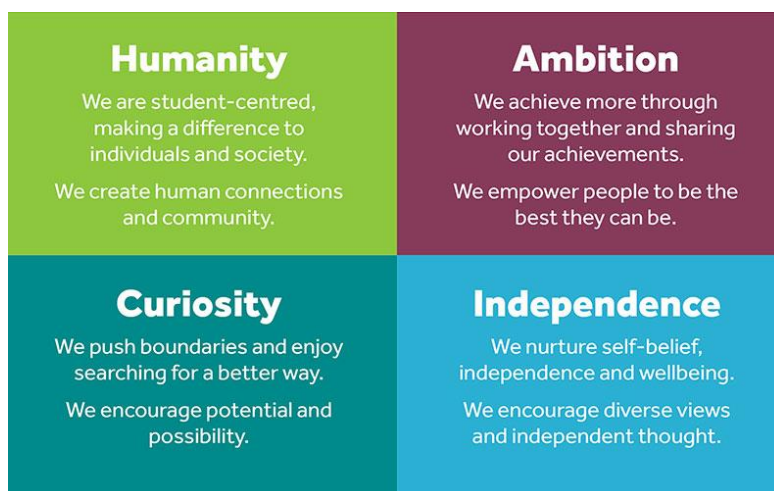 Humanity
We are student-centred,
making a difference to
individuals and society.
We create human connections
and community.
Ambition
We achieve more through
working together and sharing
our achievements.
We empower people to be the
best they can be.
Curiosity
We push boundaries and enjoy
searching for a better way.
We encourage potential and
possibility.
Independence
We nurture self-belief,
independence and wellbeing.
We encourage diverse views
and independent thought.